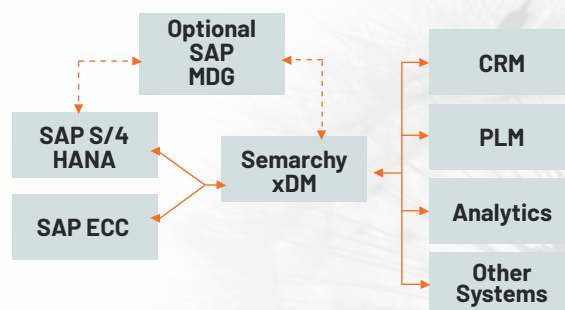 Optional
SAP
MDG
SAP S/4
HANA
SAP ECC
Semarchy
xDM
CRM
PLM
Analytics
Other
Systems